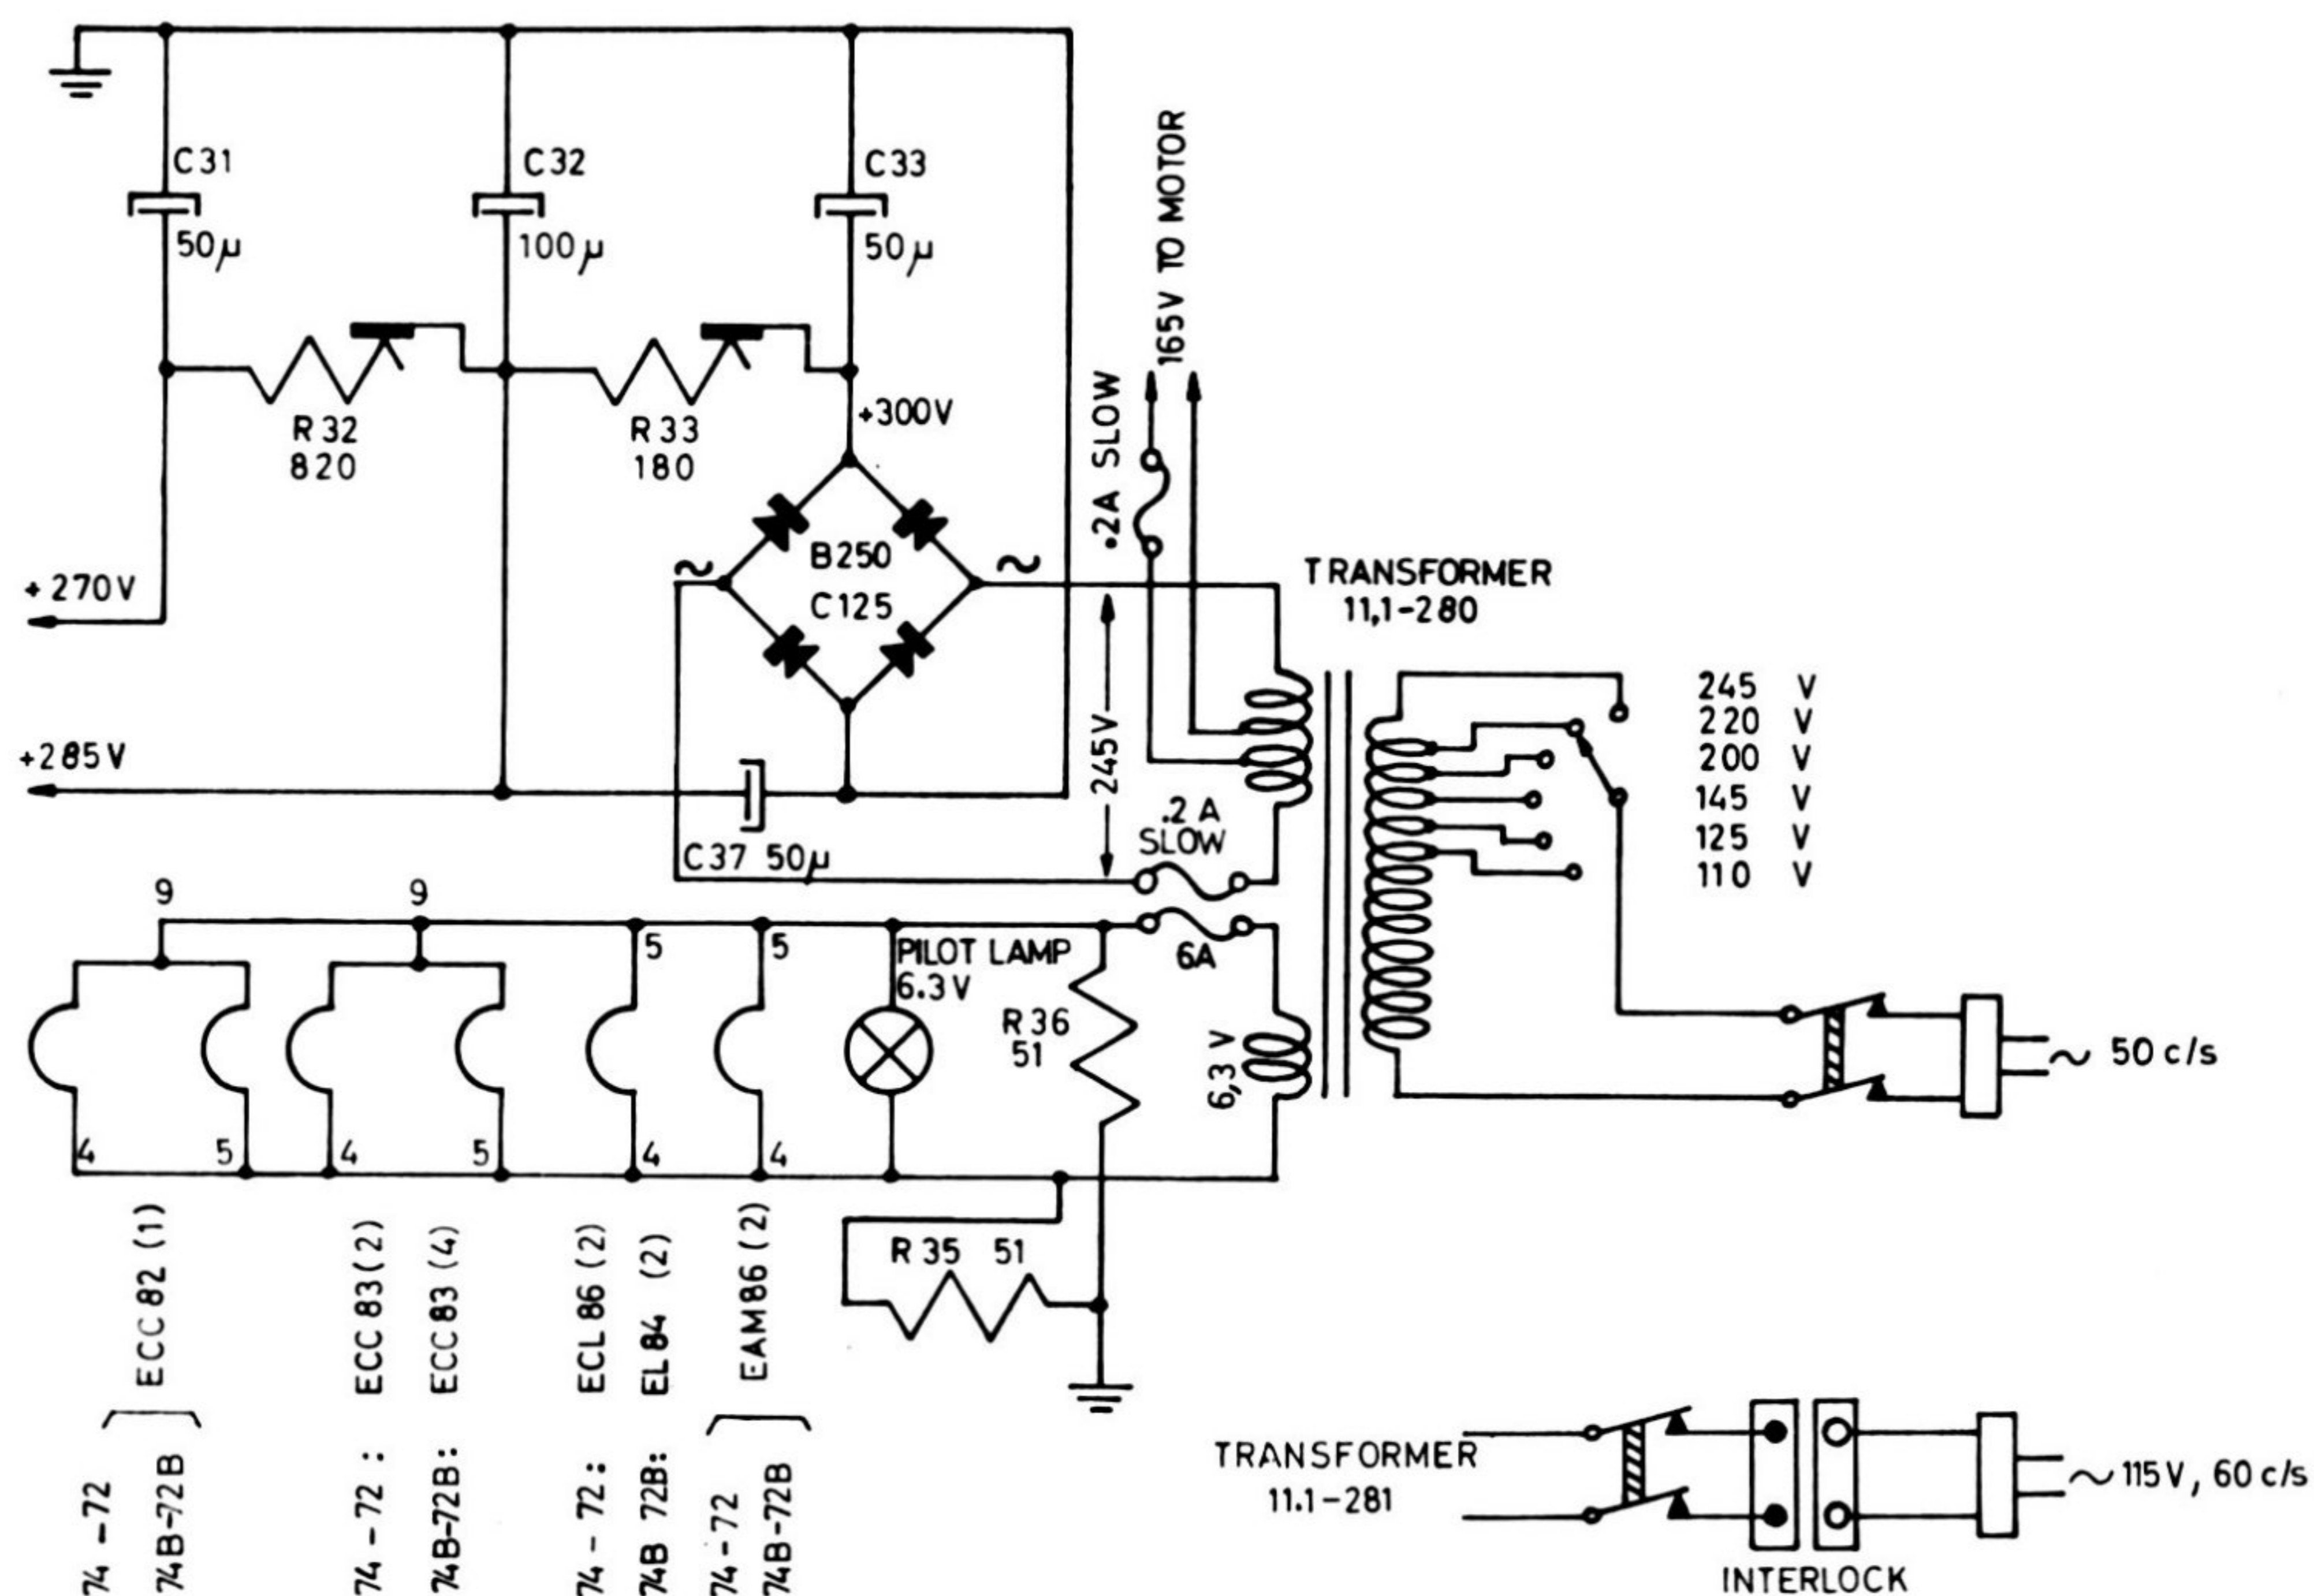 C31
50µ
C32
100µ
C33
50µ
R32
820
R33
180
+300V
B250
C125
~
~
.2A SLOW
165V TO MOTOR
TRANSFORMER
11,1-280
+270V
+285V
245V
C37 50µ
.2 A
SLOW
6A
245 V
220 V
200 V
145 V
125 V
110 V
9
9
5
5
PILOT LAMP
6.3V
R36
51
6,3 V
~ 50 c/s
4
5
4
5
4
4
R35 51
ECC82 (1)
74-72
74B-72B
74-72 : ECC83 (2)
74B-72B: ECC83 (4)
74-72: ECL86 (2)
74B 72B: EL84 (2)
EAM86 (2)
74-72
74B-72B
TRANSFORMER
11.1-281
~ 115V, 60 c/s
INTERLOCK